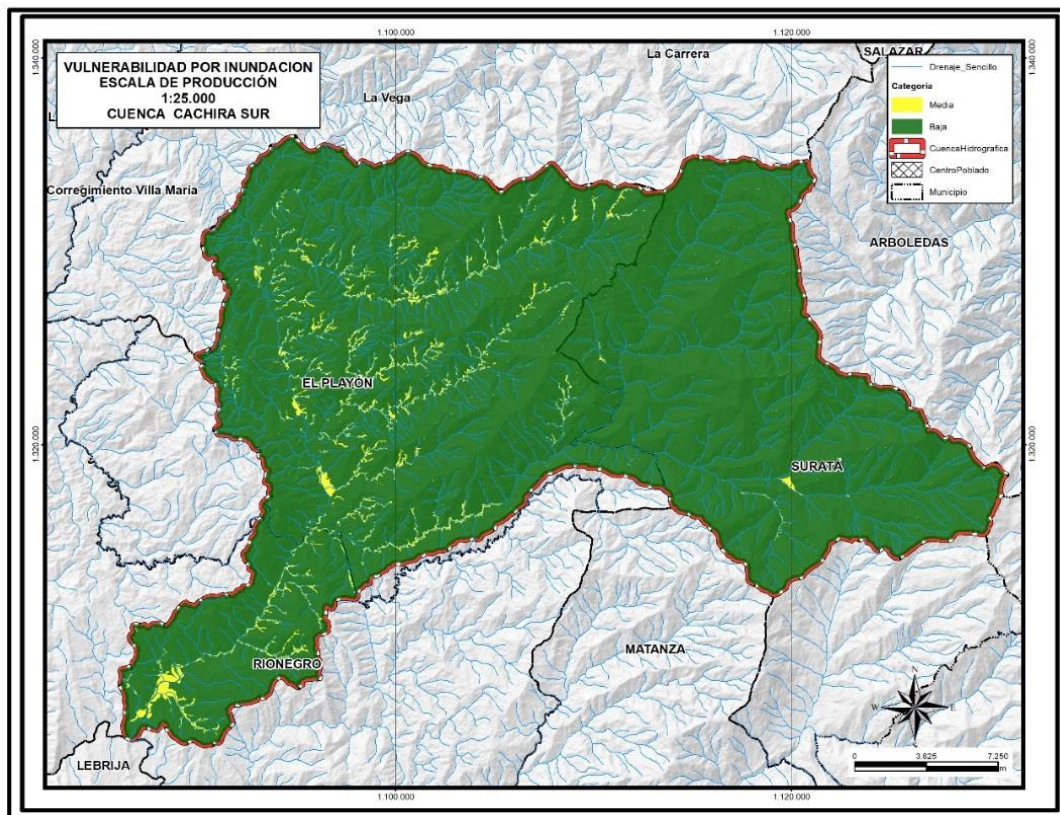 1.100.000
1.120.000
1.340.000
1.340.000
VULNERABILIDAD POR INUNDACION
ESCALA DE PRODUCCIÓN
1:25.000
CUENCA CACHIRA SUR
La Carrera
SALAZAR
La Vega
Drenaje_Sencillo
Categoria
Media
Baja
CuencaHidrografica
CentroPoblado
Municipio
Corregimiento Villa Maria
ARBOLEDAS
EL PLAYÓN
1.320.000
1.320.000
SURATÁ
RIONEGRO
MATANZA
N
W
E
S
LEBRIJA
0
3.625
7.250
m
1.100.000
1.120.000